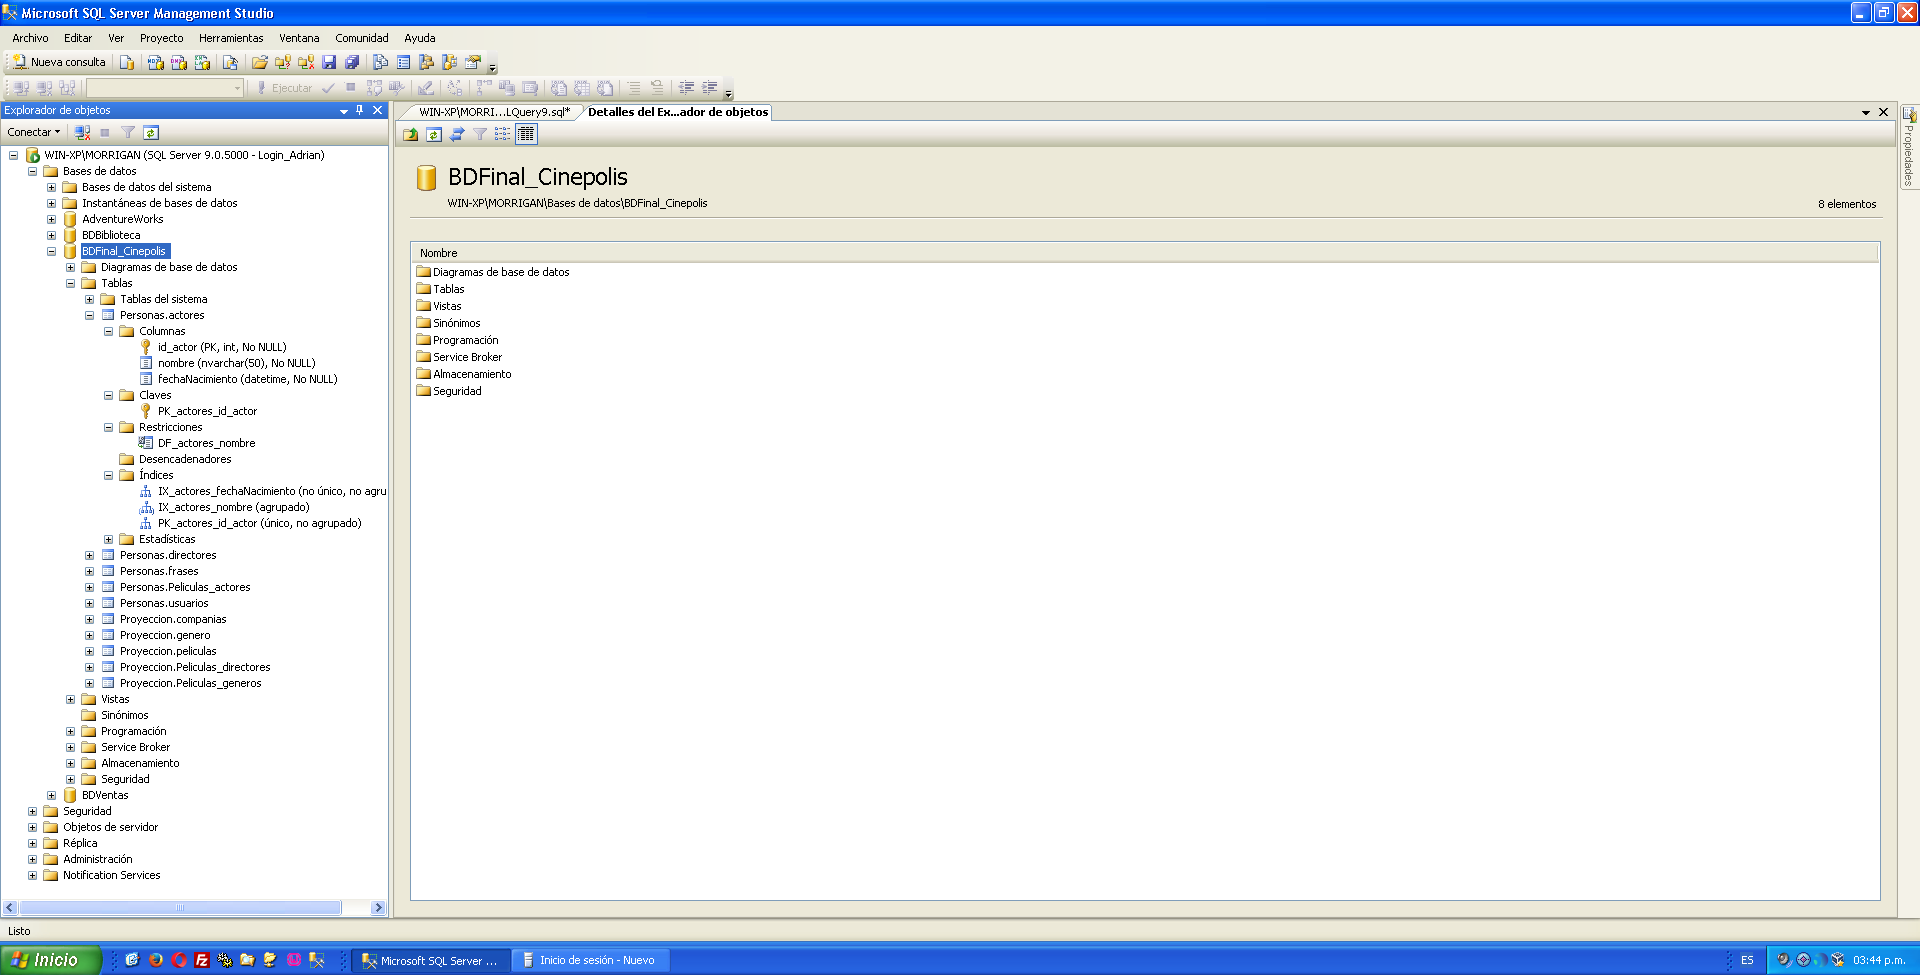 Microsoft SQL Server Management Studio
Archivo Editar Ver Proyecto Herramientas Ventana Comunidad Ayuda
Nueva consulta
Ejecutar
Explorador de objetos
WIN-XP\MORRI...LQuery9.sql* Detalles del Ex...ador de objetos
Conectar
Propiedades
WIN-XP\MORRIGAN (SQL Server 9.0.5000 - Login_Adrian)
Bases de datos
Bases de datos del sistema
Instantáneas de bases de datos
AdventureWorks
BDBiblioteca
BDFinal_Cinepolis
Diagramas de base de datos
Tablas
Tablas del sistema
Personas.actores
Columnas
id_actor (PK, int, No NULL)
nombre (nvarchar(50), No NULL)
fechaNacimiento (datetime, No NULL)
Claves
PK_actores_id_actor
Restricciones
DF_actores_nombre
Desencadenadores
Índices
IX_actores_fechaNacimiento (no único, no agru
IX_actores_nombre (agrupado)
PK_actores_id_actor (único, no agrupado)
Estadísticas
Personas.directores
Personas.frases
Personas.Peliculas_actores
Personas.usuarios
Proyeccion.companias
Proyeccion.genero
Proyeccion.peliculas
Proyeccion.Peliculas_directores
Proyeccion.Peliculas_generos
Vistas
Sinónimos
Programación
Service Broker
Almacenamiento
Seguridad
BDVentas
Seguridad
Objetos de servidor
Réplica
Administración
Notification Services
BDFinal_Cinepolis
WIN-XP\MORRIGAN\Bases de datos\BDFinal_Cinepolis
8 elementos
Nombre
Diagramas de base de datos
Tablas
Vistas
Sinónimos
Programación
Service Broker
Almacenamiento
Seguridad
Listo
Inicio
Microsoft SQL Server ...
Inicio de sesión - Nuevo
ES
03:44 p.m.